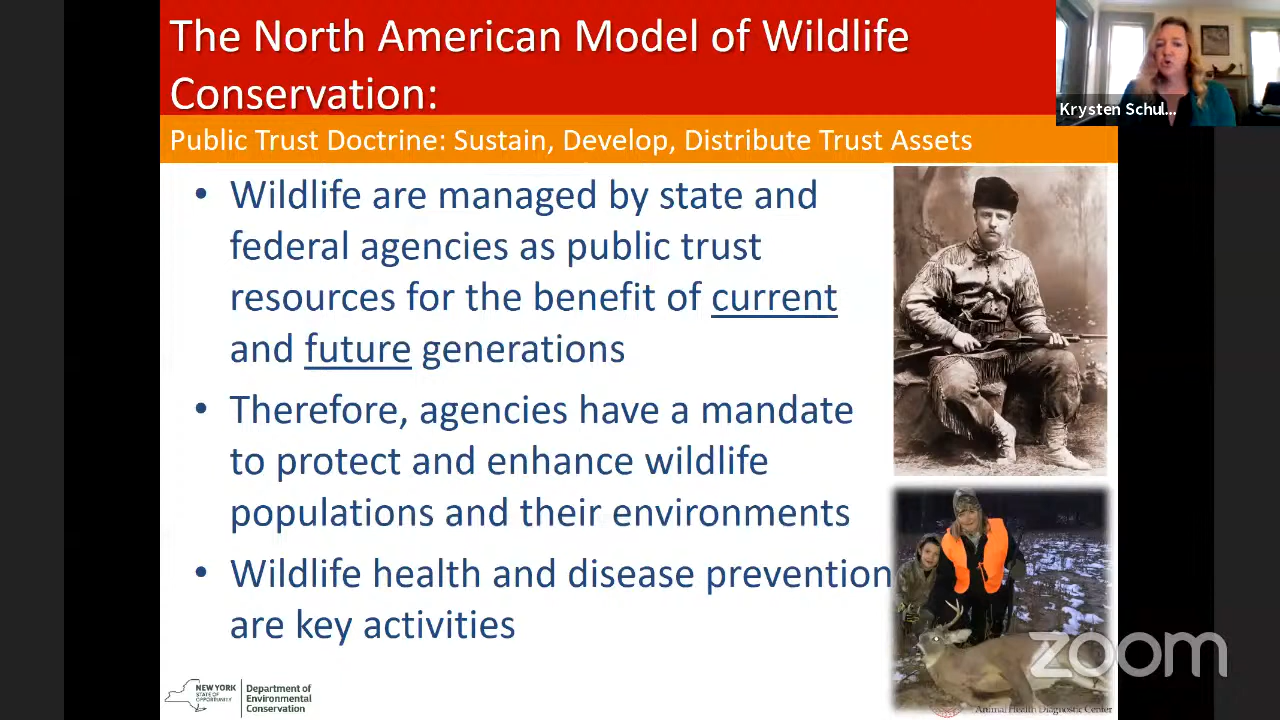 The North American Model of Wildlife
Conservation:
Public Trust Doctrine: Sustain, Develop, Distribute Trust Assets
Krysten Schul...
• Wildlife are managed by state and
federal agencies as public trust
resources for the benefit of current
and future generations
• Therefore, agencies have a mandate
to protect and enhance wildlife
populations and their environments
• Wildlife health and disease prevention
are key activities
NEW YORK
STATE OF
OPPORTUNITY
Department of
Environmental
Conservation
Animal Health Diagnostic Center
zoom